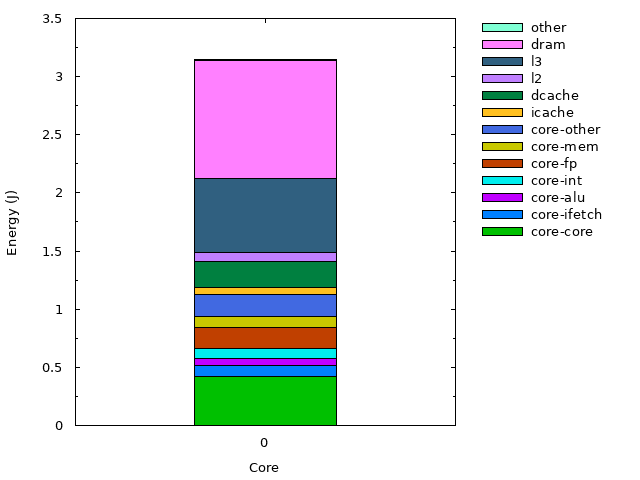 3.5
3
2.5
2
1.5
1
0.5
0
Energy (J)
0
Core
other
dram
l3
l2
dcache
icache
core-other
core-mem
core-fp
core-int
core-alu
core-ifetch
core-core